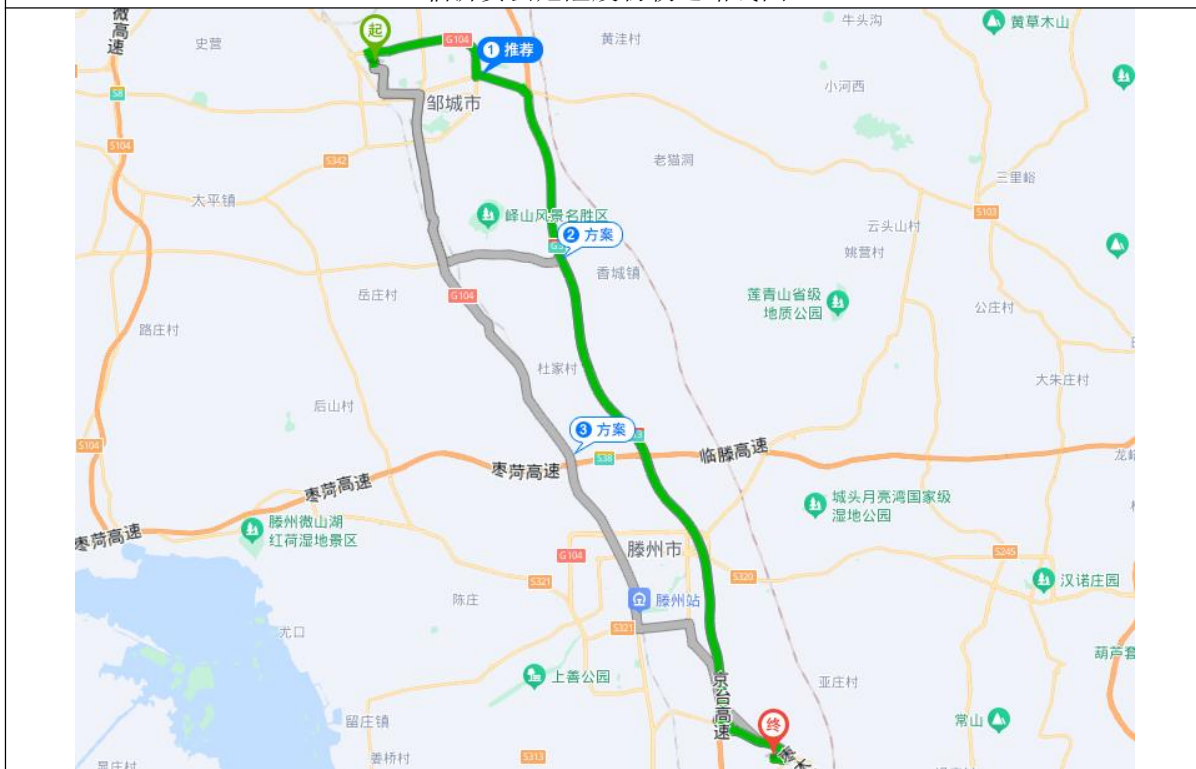 微高速
史营
起
G104
1 推荐
黄洼村
牛头沟
黄草木山
S8
邹城市
小河西
S104
S342
老猫洞
三里峪
太平镇
峄山风景名胜区
S103
2 方案
云头山村
姚营村
香城镇
岳庄村
G104
莲青山省级
地质公园
公庄村
路庄村
杜家村
大朱庄村
后山村
3 方案
S104
枣菏高速
S38
临滕高速
枣菏高速
滕州微山湖
红荷湿地景区
枣菏高速
城头月亮湾国家级
湿地公园
G104
滕州市
S245
S321
S320
汉诺庄园
陈庄
滕州站
尤口
S321
葫芦套
上善公园
京台高速
亚庄村
留庄镇
终
常山
姜桥村
S313